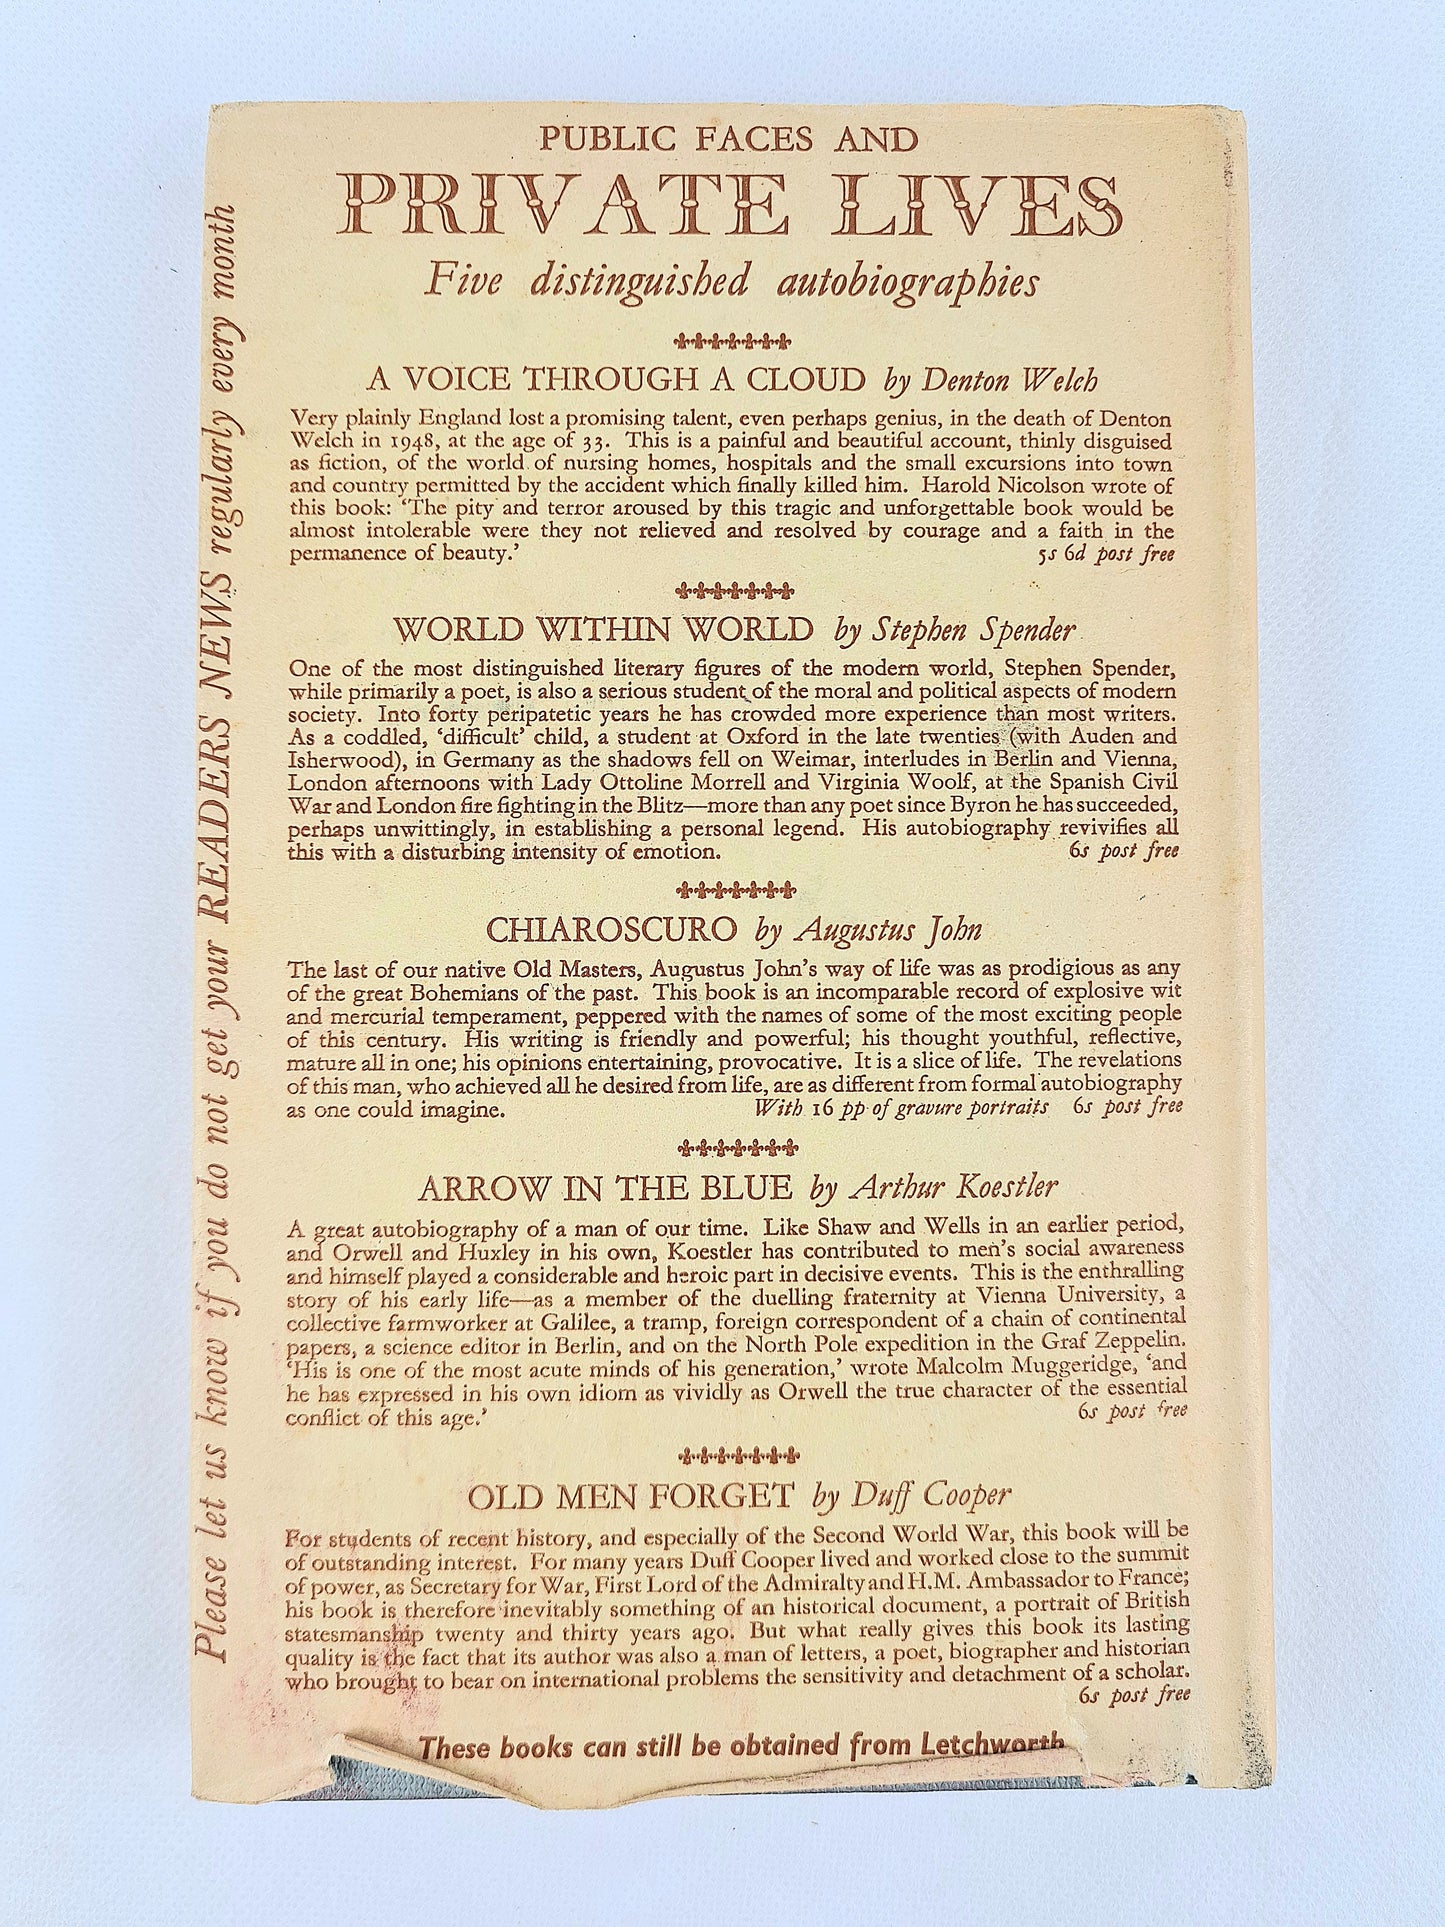 PUBLIC FACES AND
PRIVATE LIVES
Five distinguished autobiographies
A VOICE THROUGH A CLOUD by Denton Welch
Very plainly England lost a promising talent, even perhaps genius, in the death of Denton
Welch in 1948, at the age of 33. This is a painful and beautiful account, thinly disguised
as fiction, of the world of nursing homes, hospitals and the small excursions into town
and country permitted by the accident which finally killed him. Harold Nicolson wrote of
this book: ‘The pity and terror aroused by this tragic and unforgettable book would be
almost intolerable were they not relieved and resolved by courage and a faith in the
permanence of beauty.’ 5s 6d post free
WORLD WITHIN WORLD by Stephen Spender
One of the most distinguished literary figures of the modern world, Stephen Spender,
while primarily a poet, is also a serious student of the moral and political aspects of modern
society. Into forty peripatetic years he has crowded more experience than most writers.
As a coddled, ‘difficult’ child, a student at Oxford in the late twenties (with Auden and
Isherwood), in Germany as the shadows fell on Weimar, interludes in Berlin and Vienna,
London afternoons with Lady Ottoline Morrell and Virginia Woolf, at the Spanish Civil
War and London fire fighting in the Blitz—more than any poet since Byron he has succeeded,
perhaps unwittingly, in establishing a personal legend. His autobiography revivifies all
this with a disturbing intensity of emotion. 6s post free
CHIAROSCURO by Augustus John
The last of our native Old Masters, Augustus John’s way of life was as prodigious as any
of the great Bohemians of the past. This book is an incomparable record of explosive wit
and mercurial temperament, peppered with the names of some of the most exciting people
of this century. His writing is friendly and powerful; his thought youthful, reflective,
mature all in one; his opinions entertaining, provocative. It is a slice of life. The revelations
of this man, who achieved all he desired from life, are as different from formal autobiography
as one could imagine. With 16 pp of gravure portraits 6s post free
ARROW IN THE BLUE by Arthur Koestler
A great autobiography of a man of our time. Like Shaw and Wells in an earlier period,
and Orwell and Huxley in his own, Koestler has contributed to men’s social awareness
and himself played a considerable and heroic part in decisive events. This is the enthralling
story of his early life—as a member of the duelling fraternity at Vienna University, a
collective farmworker at Galilee, a tramp, foreign correspondent of a chain of continental
papers, a science editor in Berlin, and on the North Pole expedition in the Graf Zeppelin.
‘His is one of the most acute minds of his generation,’ wrote Malcolm Muggeridge, ‘and
he has expressed in his own idiom as vividly as Orwell the true character of the essential
conflict of this age.’ 6s post free
OLD MEN FORGET by Duff Cooper
For students of recent history, and especially of the Second World War, this book will be
of outstanding interest. For many years Duff Cooper lived and worked close to the summit
of power, as Secretary for War, First Lord of the Admiralty and H.M. Ambassador to France;
his book is therefore inevitably something of an historical document, a portrait of British
statesmanship twenty and thirty years ago. But what really gives this book its lasting
quality is the fact that its author was also a man of letters, a poet, biographer and historian
who brought to bear on international problems the sensitivity and detachment of a scholar.
6s post free
These books can still be obtained from Letchworth
Please let us know if you do not get your READERS NEWS regularly every month